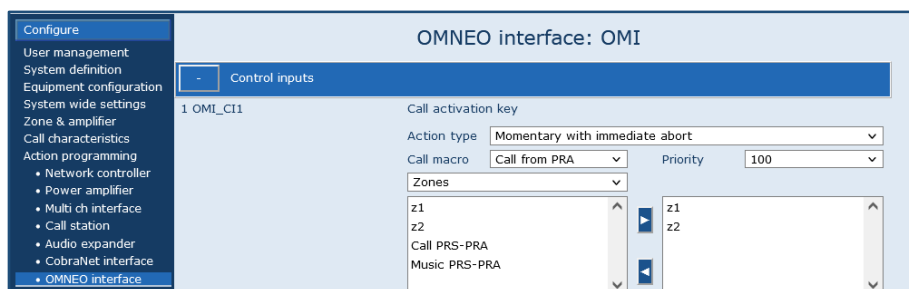 Configure
User management
System definition
Equipment configuration
System wide settings
Zone & amplifier
Call characteristics
Action programming
• Network controller
• Power amplifier
• Multi ch interface
• Call station
• Audio expander
• CobraNet interface
• OMNEO interface
OMNEO interface: OMI
- Control inputs
1 OMI_CI1 Call activation key
Action type Momentary with immediate abort
Call macro Call from PRA Priority 100
Zones
z1
z2
Call PRS-PRA
Music PRS-PRA
z1
z2